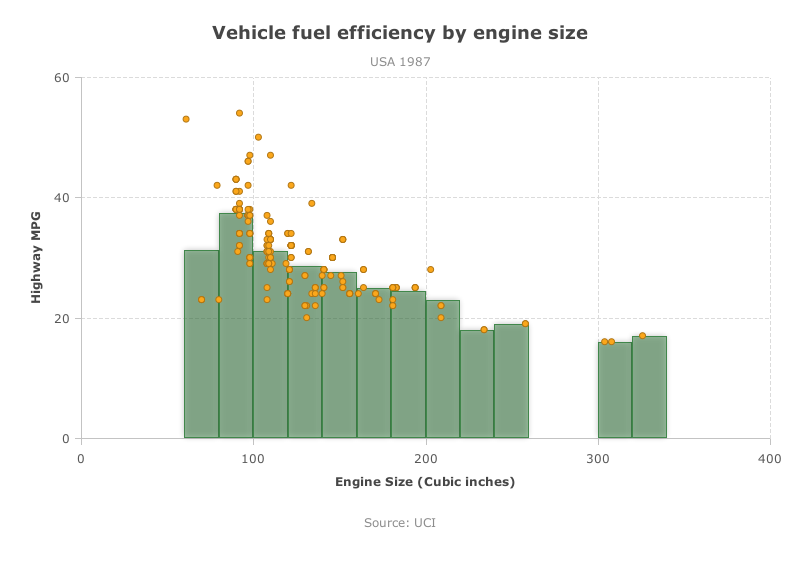 Vehicle fuel efficiency by engine size
USA 1987
60
40
20
0
Highway MPG
0 100 200 300 400
Engine Size (Cubic inches)
Source: UCI